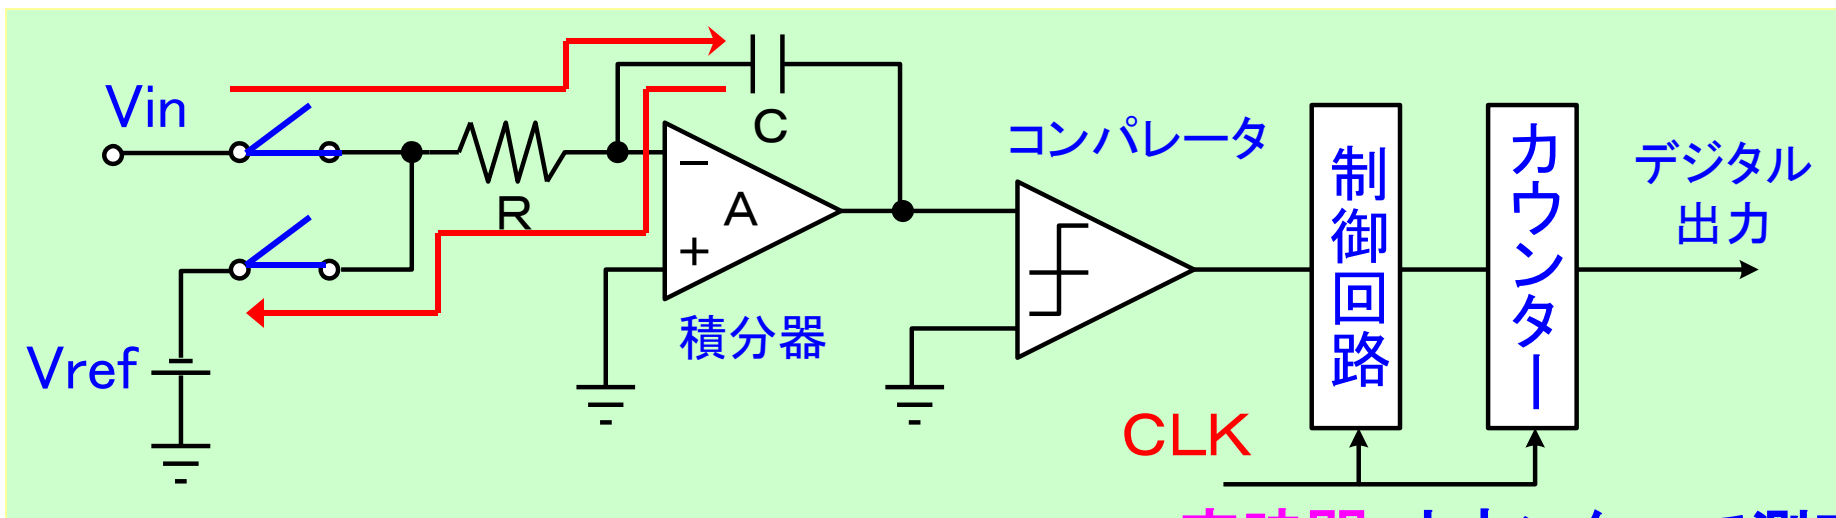 Vin
C
R
A
−
+
積分器
Vref
コンパレータ
制御回路
カウンター
デジタル
出力
CLK